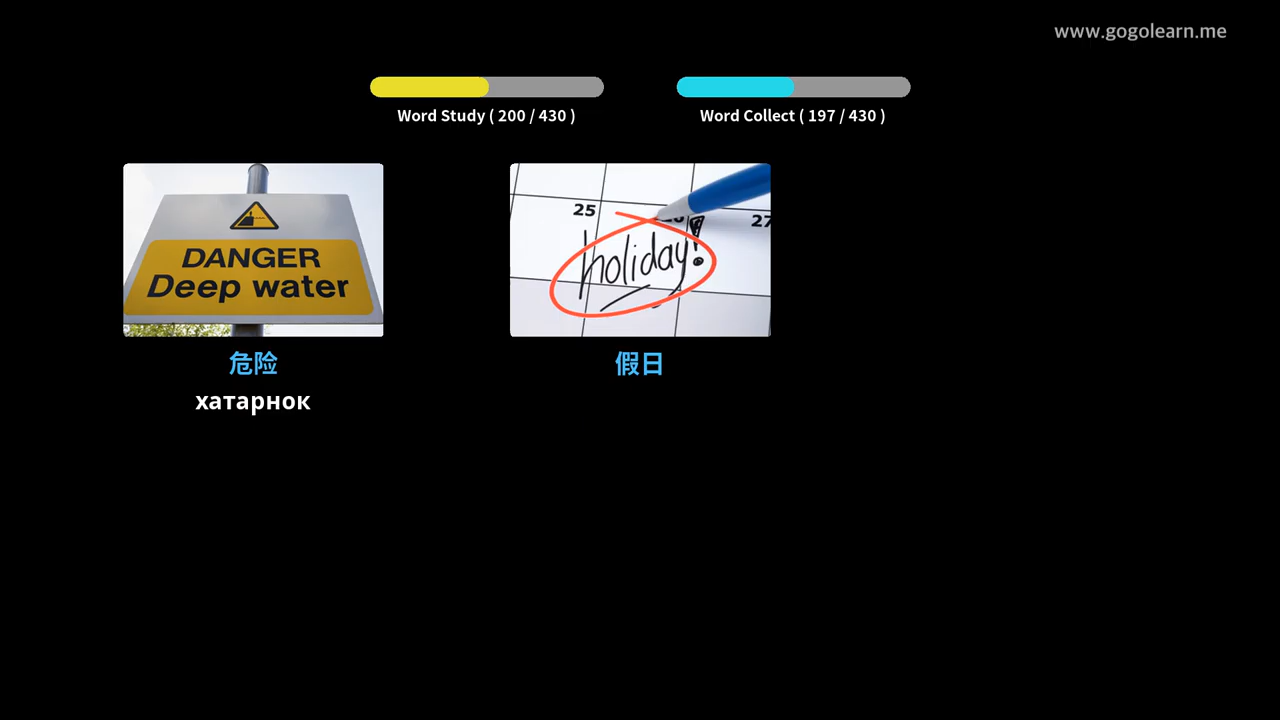 www.gogolearn.me
Word Study ( 200 / 430 )
Word Collect ( 197 / 430 )
DANGER
Deep water
25
27
holiday!
危险
假日
хатарнок